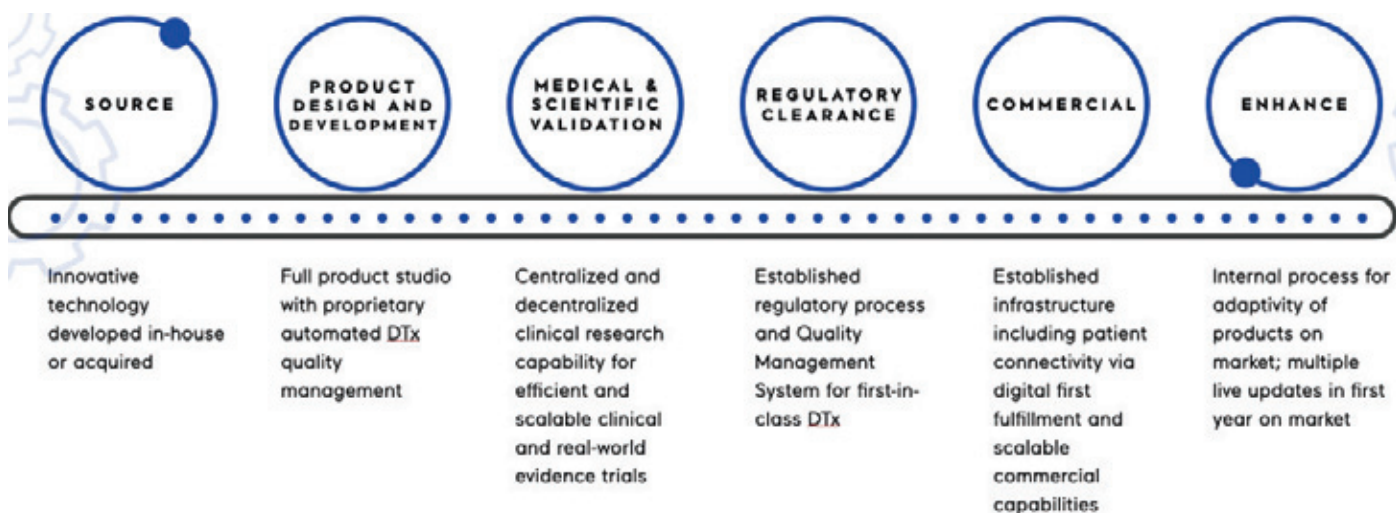 SOURCE
PRODUCT
DESIGN AND
DEVELOPMENT
MEDICAL &
SCIENTIFIC
VALIDATION
REGULATORY
CLEARANCE
COMMERCIAL
ENHANCE
Innovative
technology
developed in-house
or acquired
Full product studio
with proprietary
automated DTx
quality
management
Centralized and
decentralized
clinical research
capability for
efficient and
scalable clinical
and real-world
evidence trials
Established
regulatory process
and Quality
Management
System for first-in-
class DTx
Established
infrastructure
including patient
connectivity via
digital first
fulfillment and
scalable
commercial
capabilities
Internal process for
adaptivity of
products on
market; multiple
live updates in first
year on market